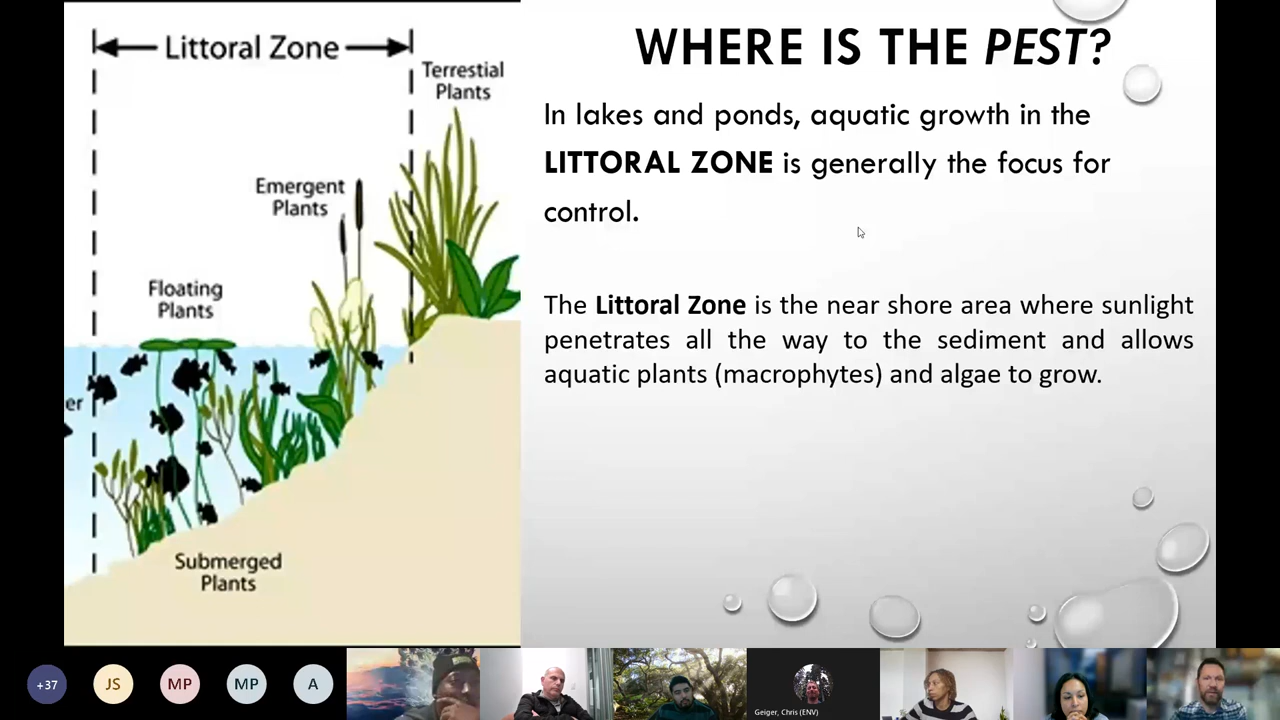 Littoral Zone
Terrestial
Plants
Emergent
Plants
Floating
Plants
er
Submerged
Plants
WHERE IS THE PEST?
In lakes and ponds, aquatic growth in the
LITTORAL ZONE is generally the focus for
control.
The Littoral Zone is the near shore area where sunlight
penetrates all the way to the sediment and allows
aquatic plants (macrophytes) and algae to grow.
+37
JS
MP
MP
A
Geiger, Chris (ENV)